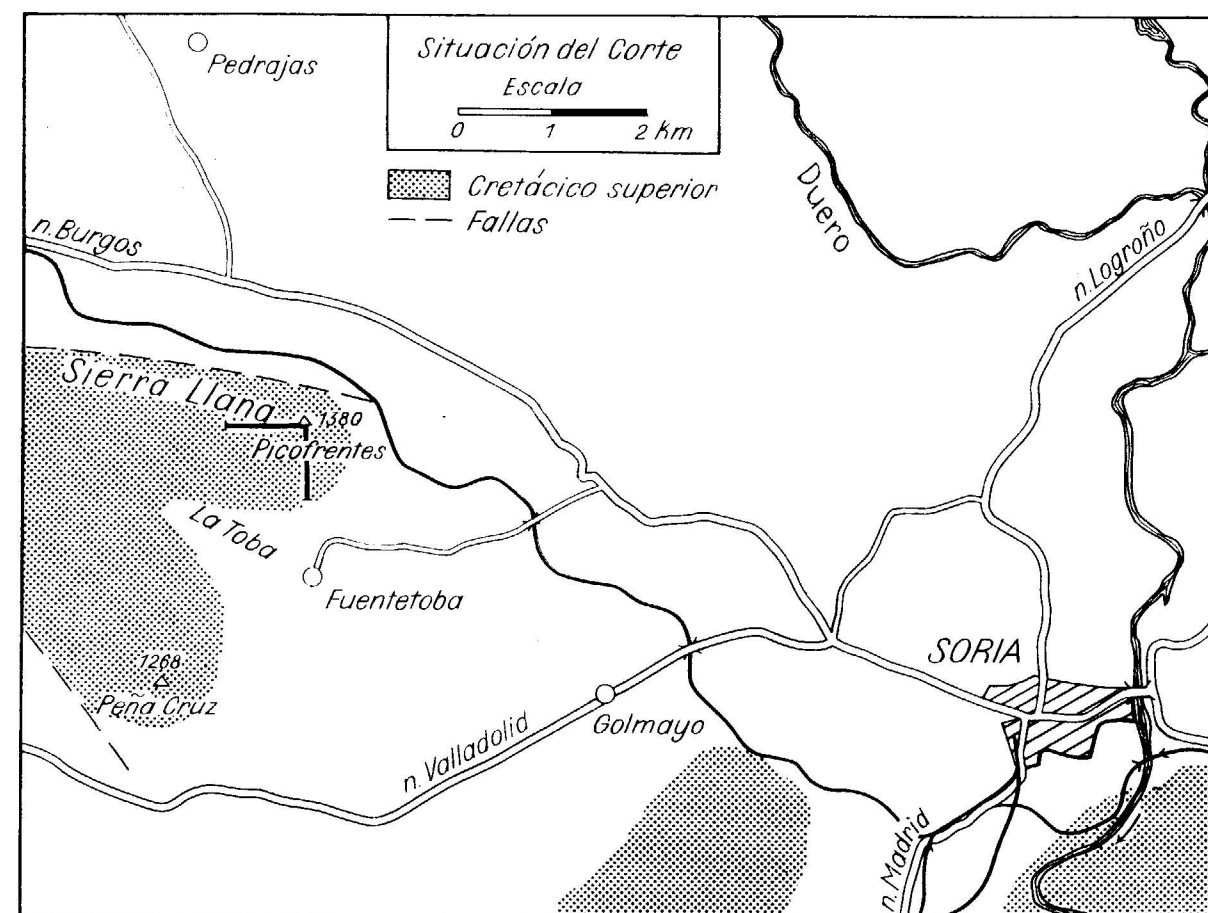 Pedrajas
Situación del Corte
Escala
0 1 2 Km
Cretácico superior
Fallas
Duero
n. Burgos
n. Logroño
Sierra Llana
1380
Picofrentes
La Toba
Fuentetoba
SORIA
1268
Peña Cruz
Golmayo
n. Valladolid
n. Madrid